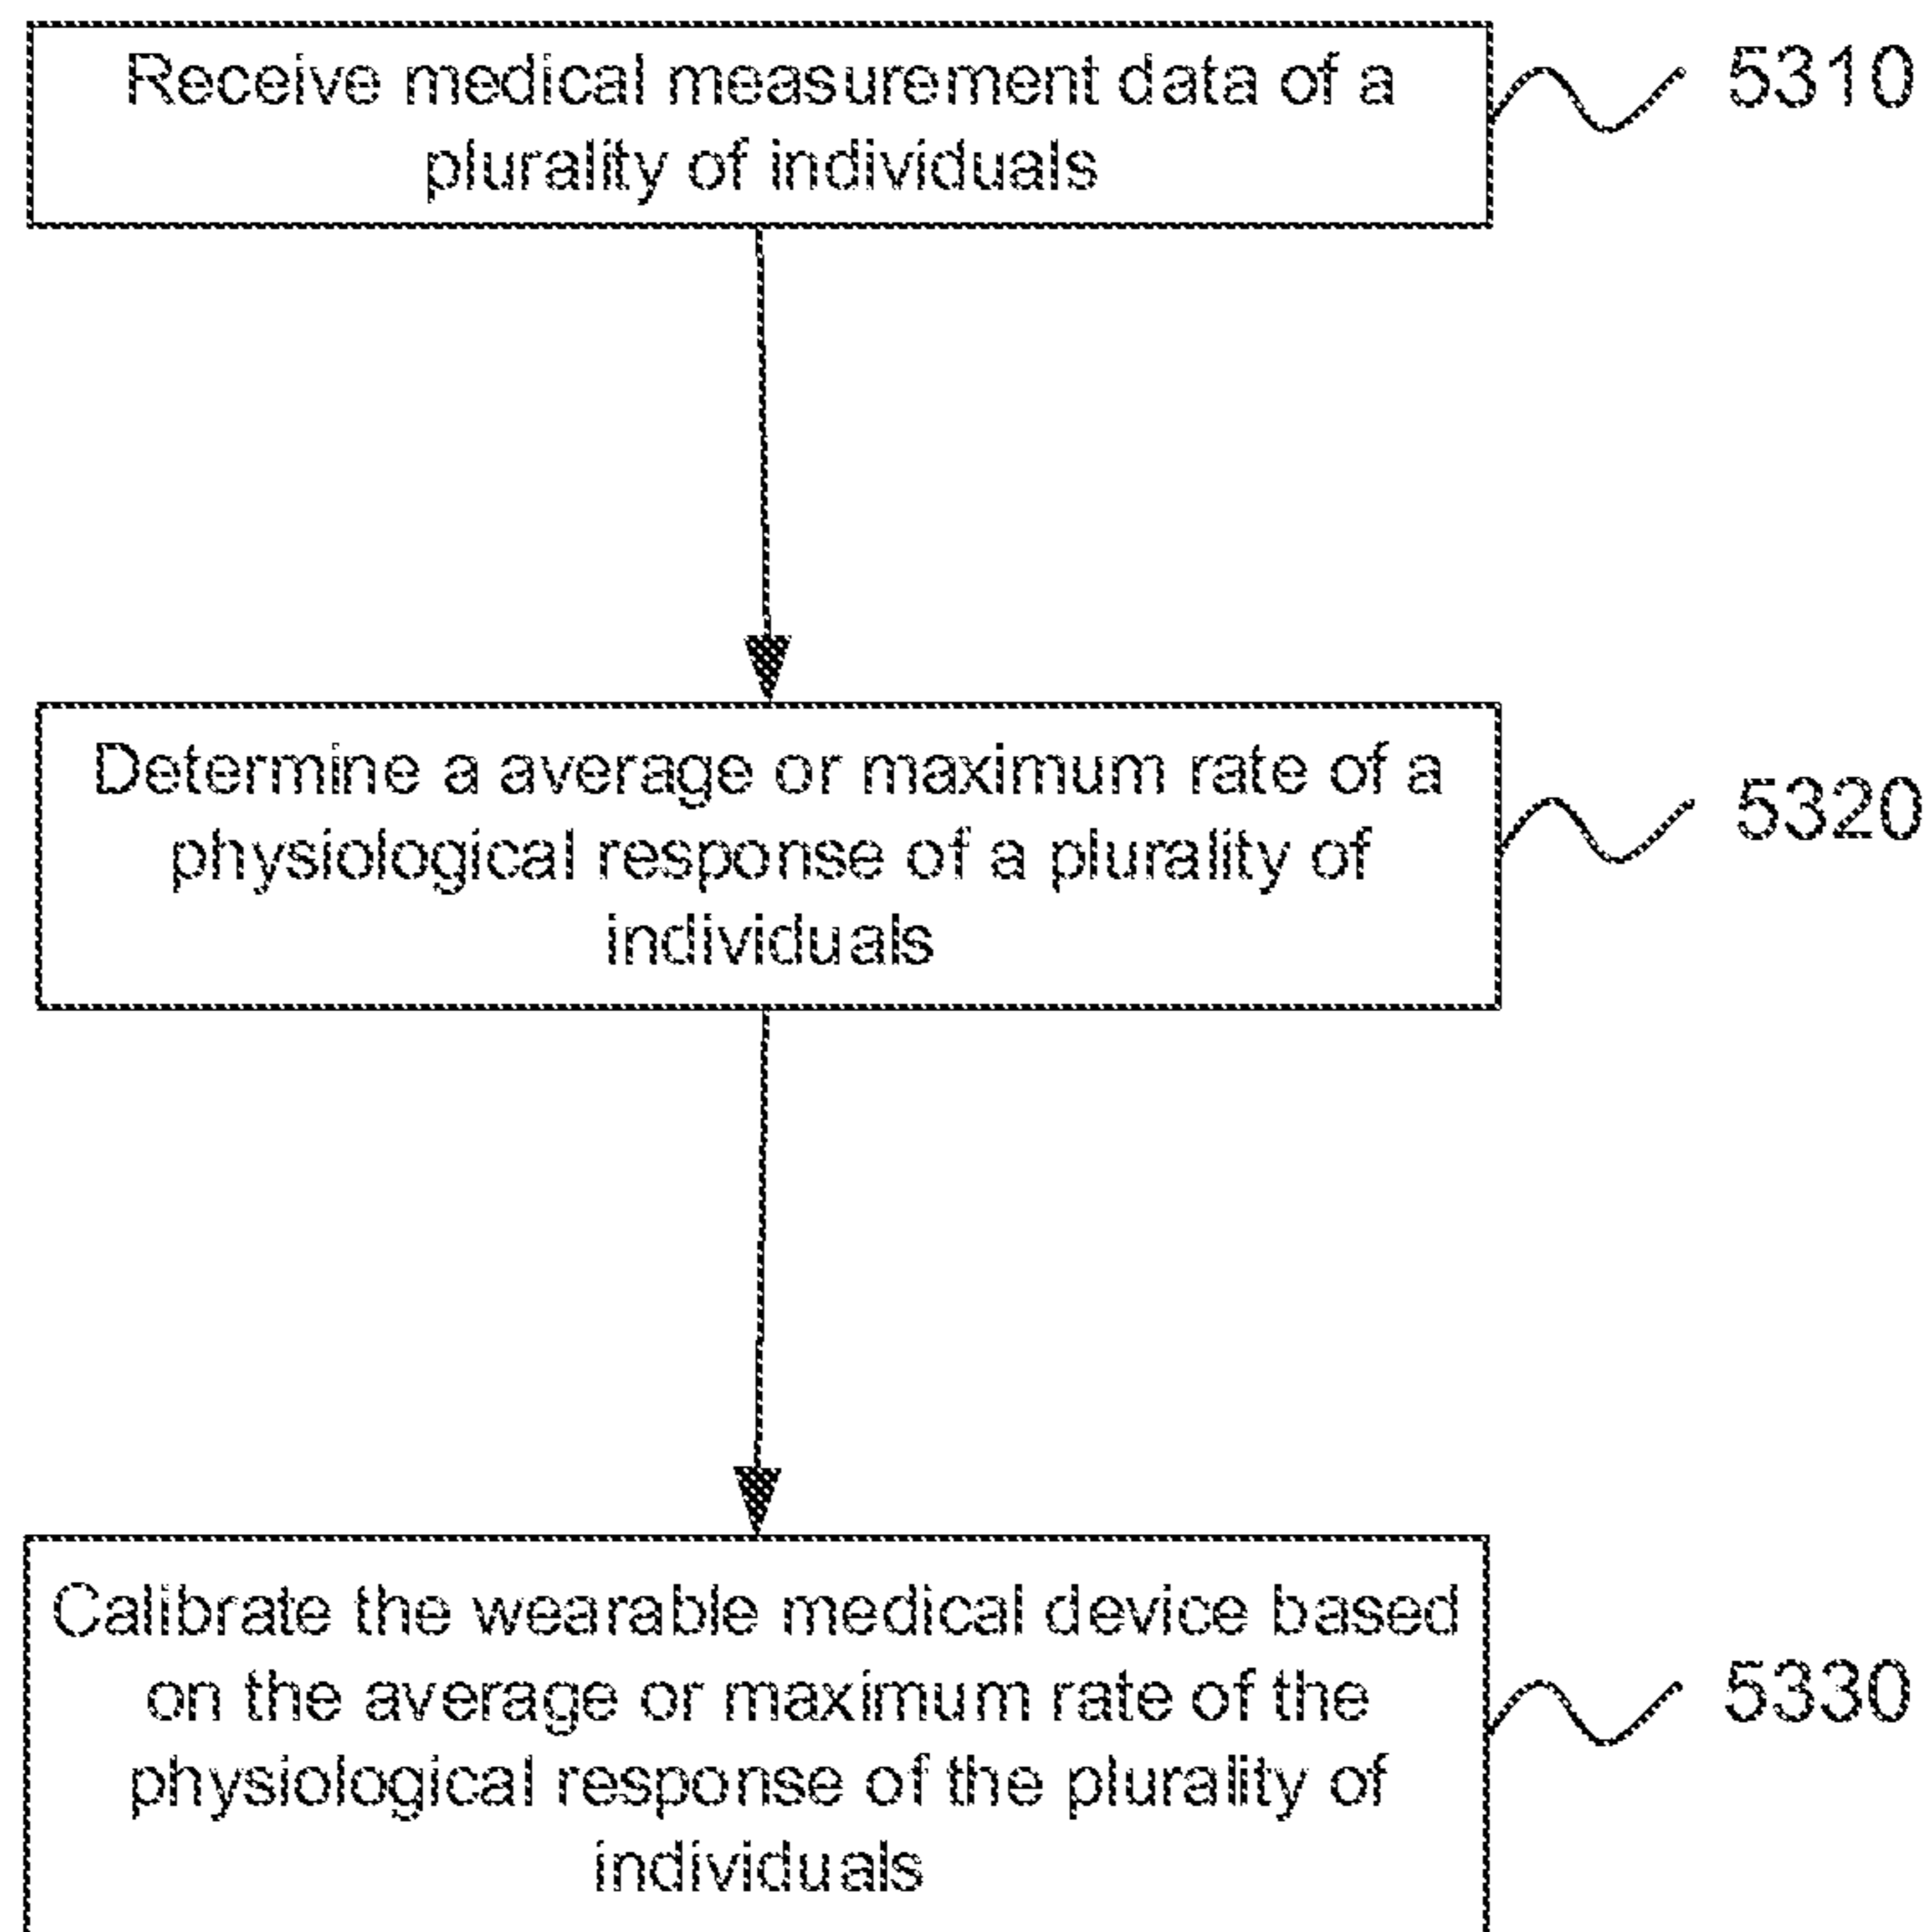 Receive medical measurement data of a
plurality of individuals
5310
Determine a average or maximum rate of a
physiological response of a plurality of
individuals
5320
Calibrate the wearable medical device based
on the average or maximum rate of the
physiological response of the plurality of
individuals
5330